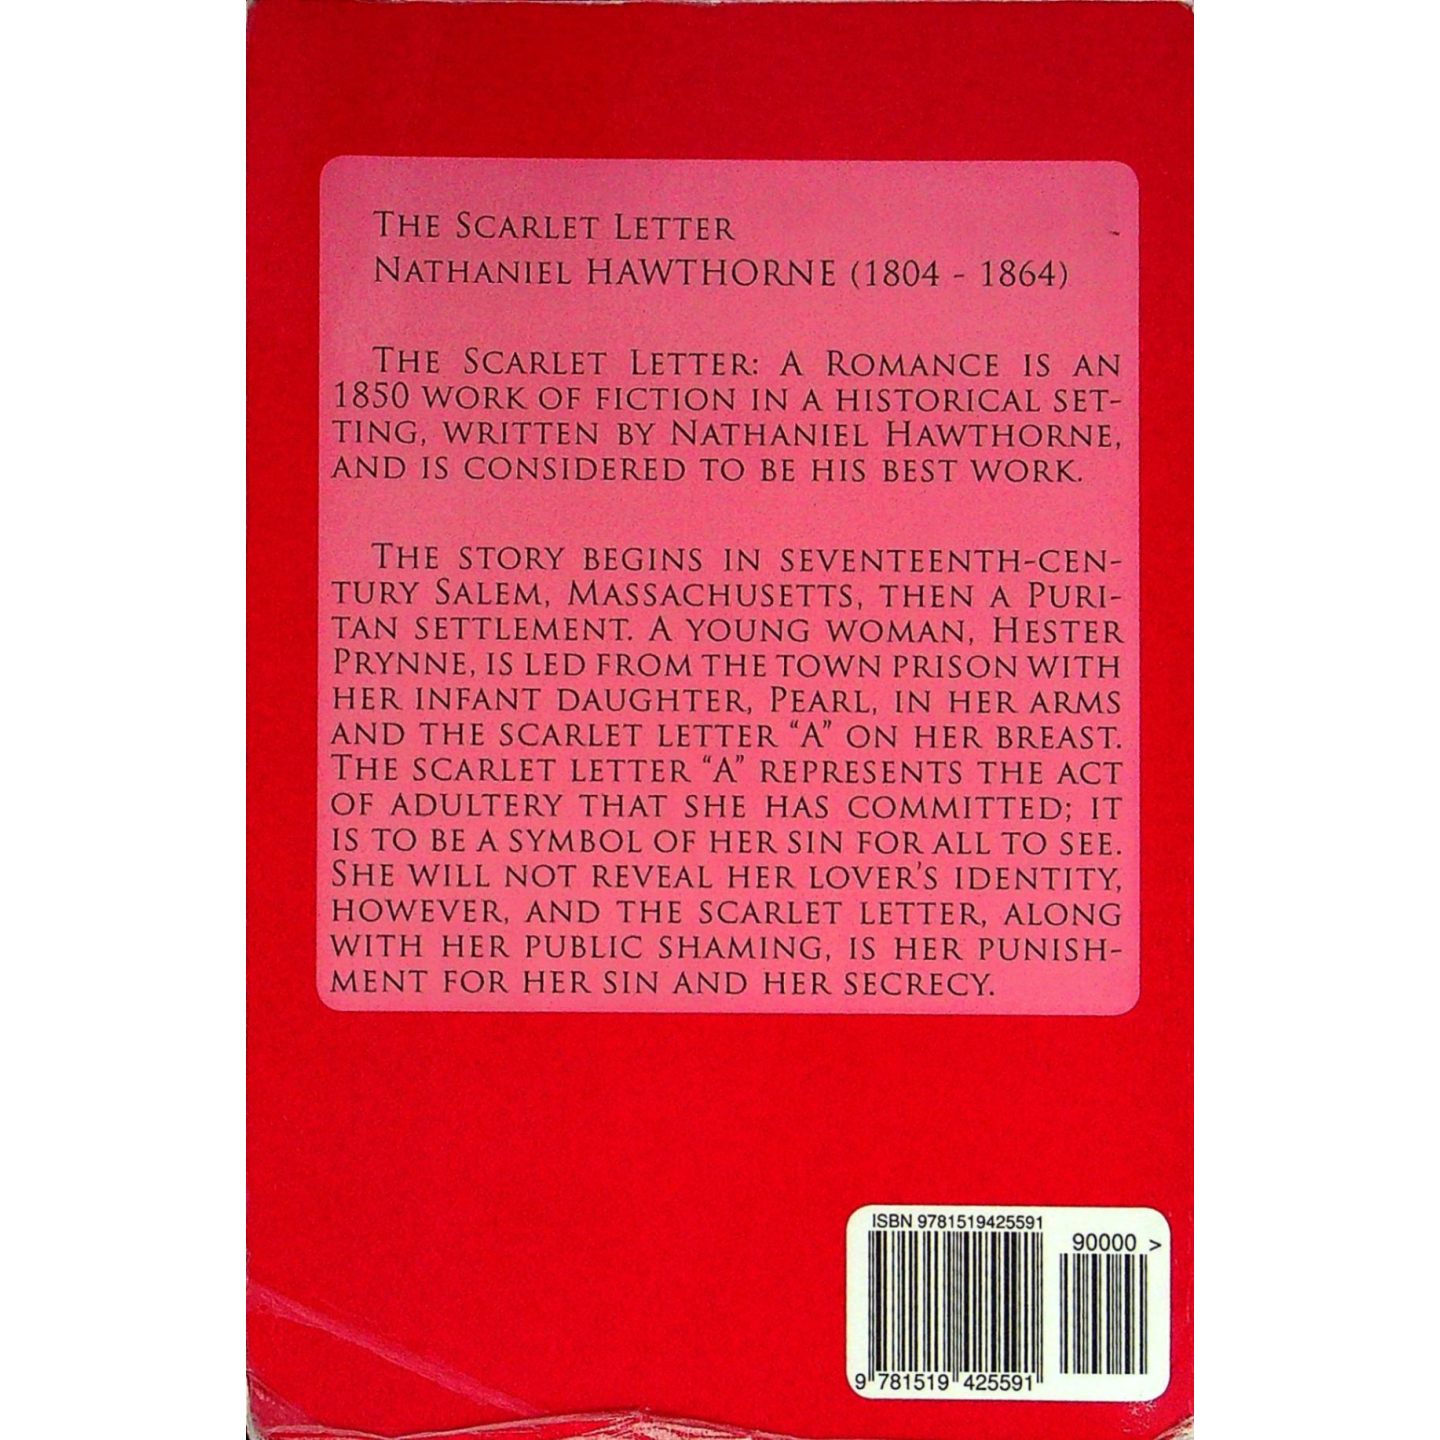 The Scarlet Letter
Nathaniel HAWTHORNE (1804 - 1864)
The Scarlet Letter: A Romance is an
1850 work of fiction in a historical set-
ting, written by Nathaniel Hawthorne,
and is considered to be his best work.
The story begins in seventeenth-cen-
tury Salem, Massachusetts, then a Puri-
tan settlement. A young woman, Hester
Prynne, is led from the town prison with
her infant daughter, Pearl, in her arms
and the scarlet letter “A” on her breast.
The scarlet letter “A” represents the act
of adultery that she has committed; it
is to be a symbol of her sin for all to see.
She will not reveal her lover’s identity,
however, and the scarlet letter, along
with her public shaming, is her punish-
ment for her sin and her secrecy.
ISBN 9781519425591
90000 >
9 781519 425591